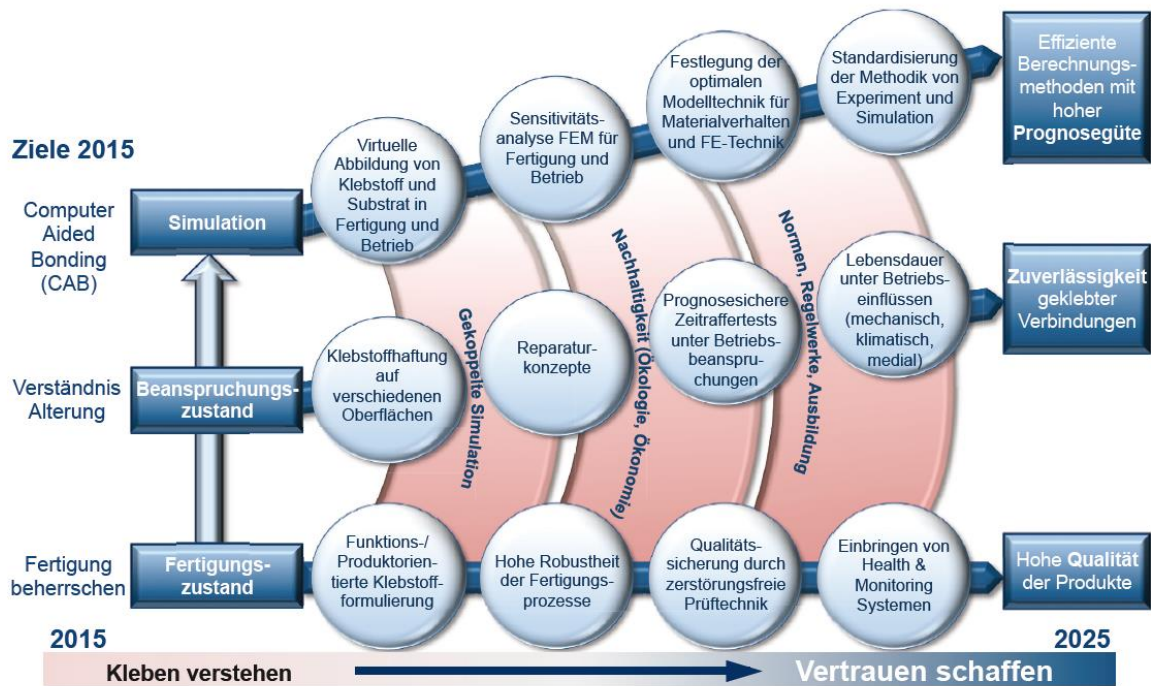 Ziele 2015
Computer
Aided
Bonding
(CAB)
Simulation
Virtuelle
Abbildung von
Klebstoff und
Substrat in
Fertigung und
Betrieb
Sensitivitäts-
analyse FEM für
Fertigung und
Betrieb
Festlegung der
optimalen
Modelltechnik für
Materialverhalten
und FE-Technik
Standardisierung
der Methodik von
Experiment und
Simulation
Effiziente
Berechnungs-
methoden mit
hoher
Prognosegüte
Verständnis
Alterung
Beanspruchungs-
zustand
Klebstoffhaftung
auf
verschiedenen
Oberflächen
Gekoppelte Simulation
Reparatur-
konzepte
Nachhaltigkeit (Ökologie, Ökonomie)
Prognosesichere
Zeitraffertests
unter Betriebs-
beanspru-
chungen
Normen, Regelwerke, Ausbildung
Lebensdauer
unter Betriebs-
einflüssen
(mechanisch,
klimatisch,
medial)
Zuverlässigkeit
geklebter
Verbindungen
Fertigung
beherrschen
Fertigungs-
zustand
Funktions-/
Produktorien-
tierte Klebstoff-
formulierung
Hohe Robustheit
der Fertigungs-
prozesse
Qualitäts-
sicherung durch
zerstörungsfreie
Prüftechnik
Einbringen von
Health &
Monitoring
Systemen
Hohe Qualität
der Produkte
2015
2025
Kleben verstehen
Vertrauen schaffen